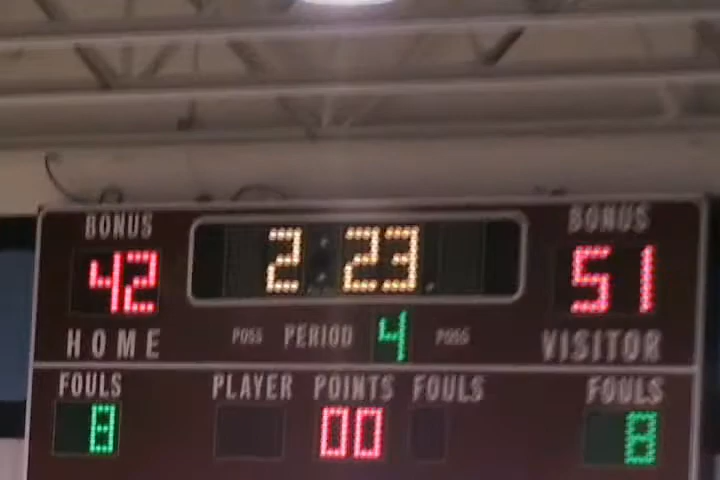 BONUS 2:23 BONUS
42 51
HOME POSS PERIOD 4 POSS VISITOR
FOULS PLAYER POINTS FOULS FOULS
8 00 8